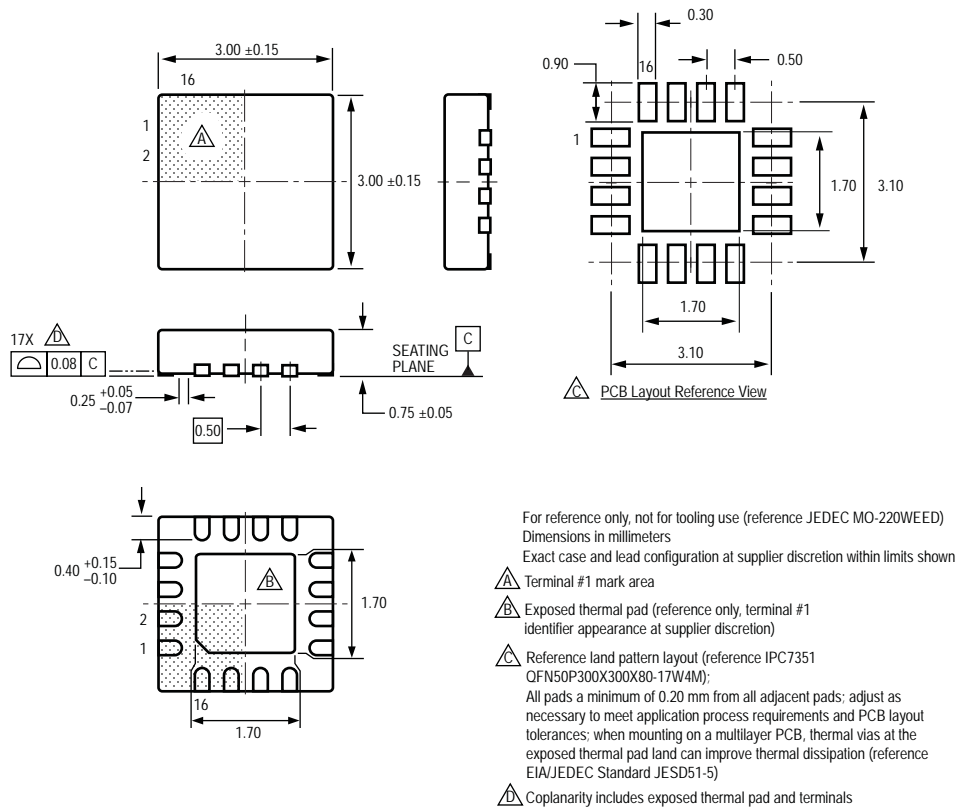 3.00 ±0.15
16
1
A
2
3.00 ±0.15
0.30
0.90
16
0.50
1
1.70
3.10
1.70
3.10
C PCB Layout Reference View
17X D
0.08 C
SEATING
PLANE
C
0.25 +0.05
−0.07
0.50
0.75 ±0.05
0.40 +0.15
−0.10
B
1.70
2
1
16
1.70
For reference only, not for tooling use (reference JEDEC MO-220WEED)
Dimensions in millimeters
Exact case and lead configuration at supplier discretion within limits shown
A Terminal #1 mark area
B Exposed thermal pad (reference only, terminal #1
identifier appearance at supplier discretion)
C Reference land pattern layout (reference IPC7351
QFN50P300X300X80-17W4M);
All pads a minimum of 0.20 mm from all adjacent pads; adjust as
necessary to meet application process requirements and PCB layout
tolerances; when mounting on a multilayer PCB, thermal vias at the
exposed thermal pad land can improve thermal dissipation (reference
EIA/JEDEC Standard JESD51-5)
D Coplanarity includes exposed thermal pad and terminals